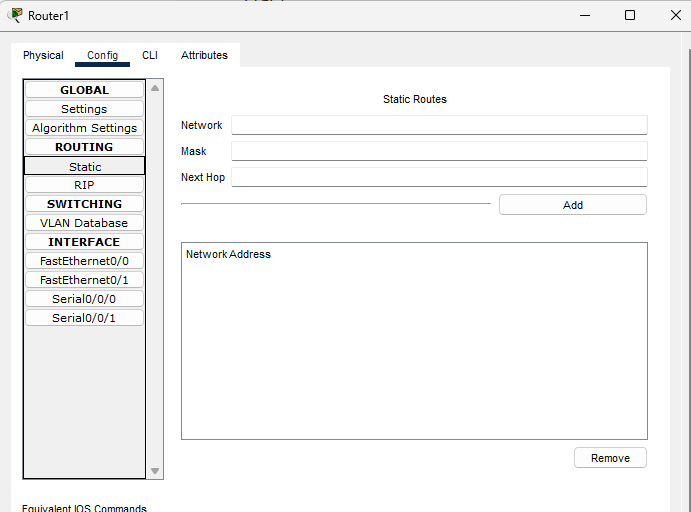 Router1
Physical
Config
CLI
Attributes
GLOBAL
Settings
Algorithm Settings
ROUTING
Static
RIP
SWITCHING
VLAN Database
INTERFACE
FastEthernet0/0
FastEthernet0/1
Serial0/0/0
Serial0/0/1
Static Routes
Network
Mask
Next Hop
Add
Network Address
Remove
Equivalent IOS Commands